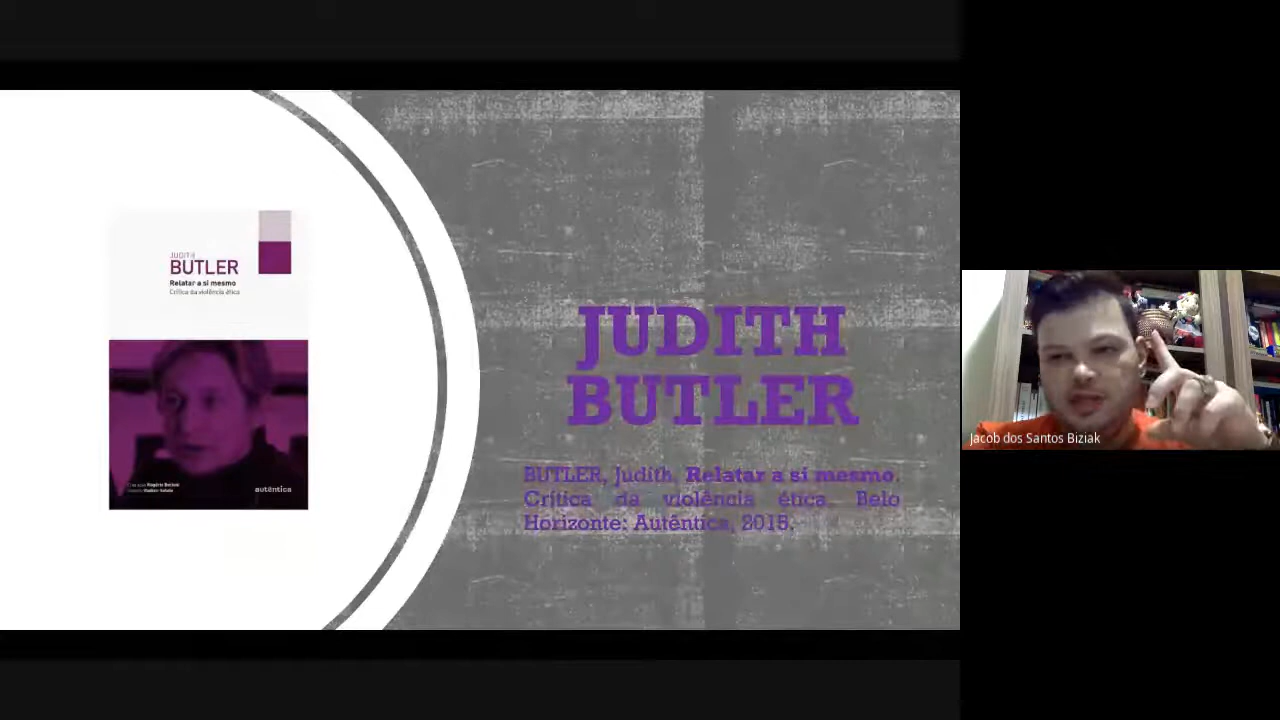 JUDITH
BUTLER
Relatar a si mesmo
Crítica da violência ética
autêntica
JUDITH
BUTLER
BUTLER, Judith. Relatar a si mesmo.
Crítica da violência ética. Belo
Horizonte: Autêntica, 2015.
Jacob dos Santos Biziak